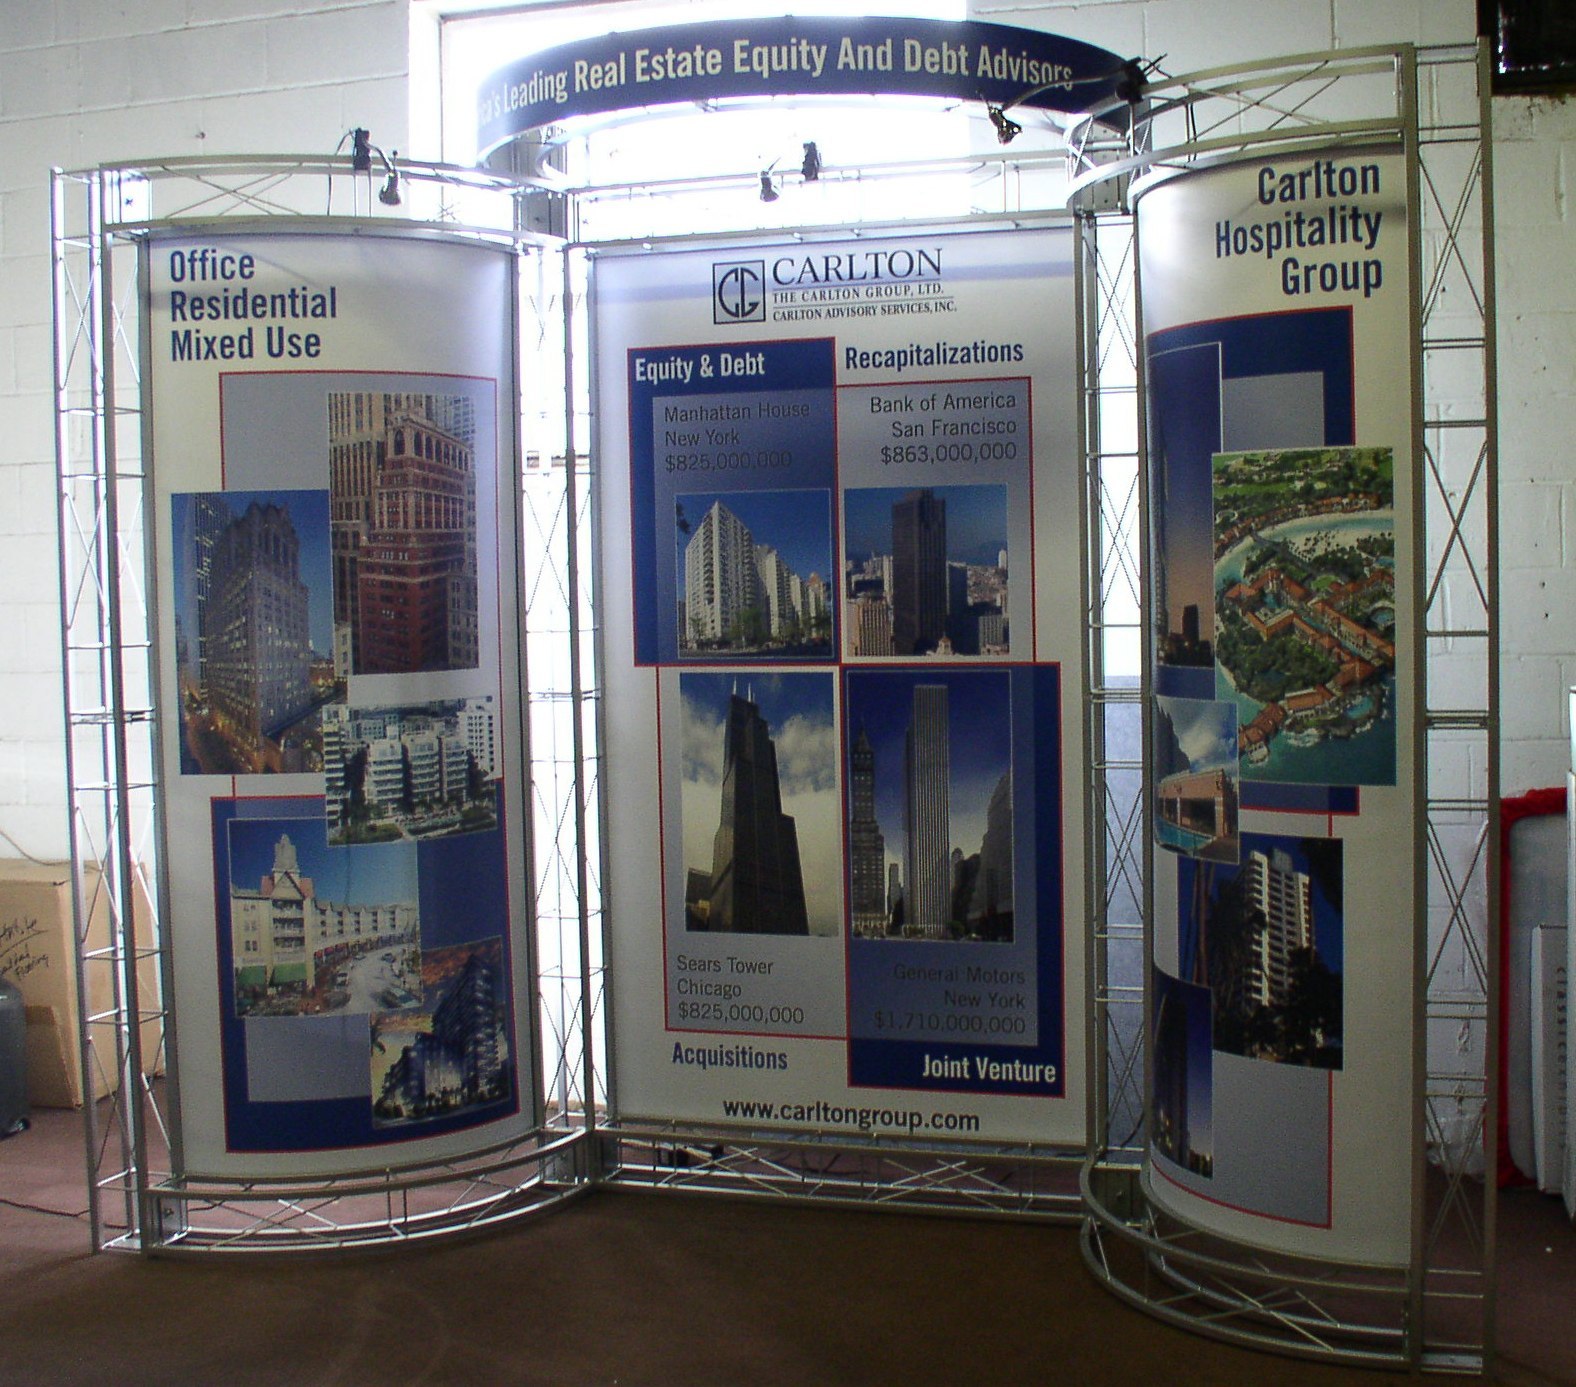 Leading Real Estate Equity And Debt Advisors
Office
Residential
Mixed Use
CG CARLTON
THE CARLTON GROUP, LTD.
CARLTON ADVISORY SERVICES, INC.
Equity & Debt
Manhattan House
New York
$825,000,000
Recapitalizations
Bank of America
San Francisco
$863,000,000
Sears Tower
Chicago
$825,000,000
Acquisitions
General Motors
New York
$1,710,000,000
Joint Venture
www.carltongroup.com
Carlton
Hospitality
Group